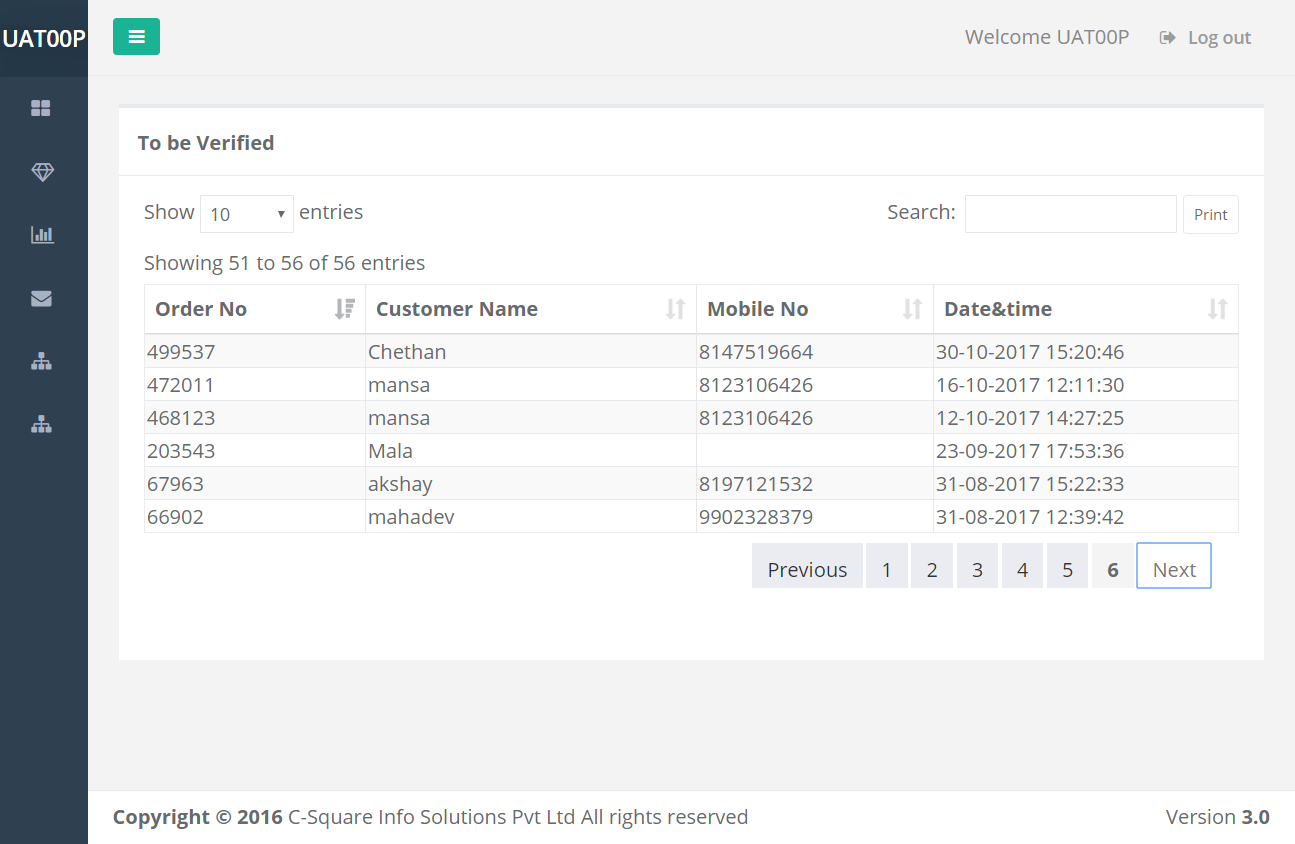 UAT00P
Welcome UAT00P Log out
To be Verified
Show 10 entries Search: Print
Showing 51 to 56 of 56 entries
Order No Customer Name Mobile No Date&time
499537 Chethan 8147519664 30-10-2017 15:20:46
472011 mansa 8123106426 16-10-2017 12:11:30
468123 mansa 8123106426 12-10-2017 14:27:25
203543 Mala 23-09-2017 17:53:36
67963 akshay 8197121532 31-08-2017 15:22:33
66902 mahadev 9902328379 31-08-2017 12:39:42
Previous 1 2 3 4 5 6 Next
Copyright © 2016 C-Square Info Solutions Pvt Ltd All rights reserved Version 3.0